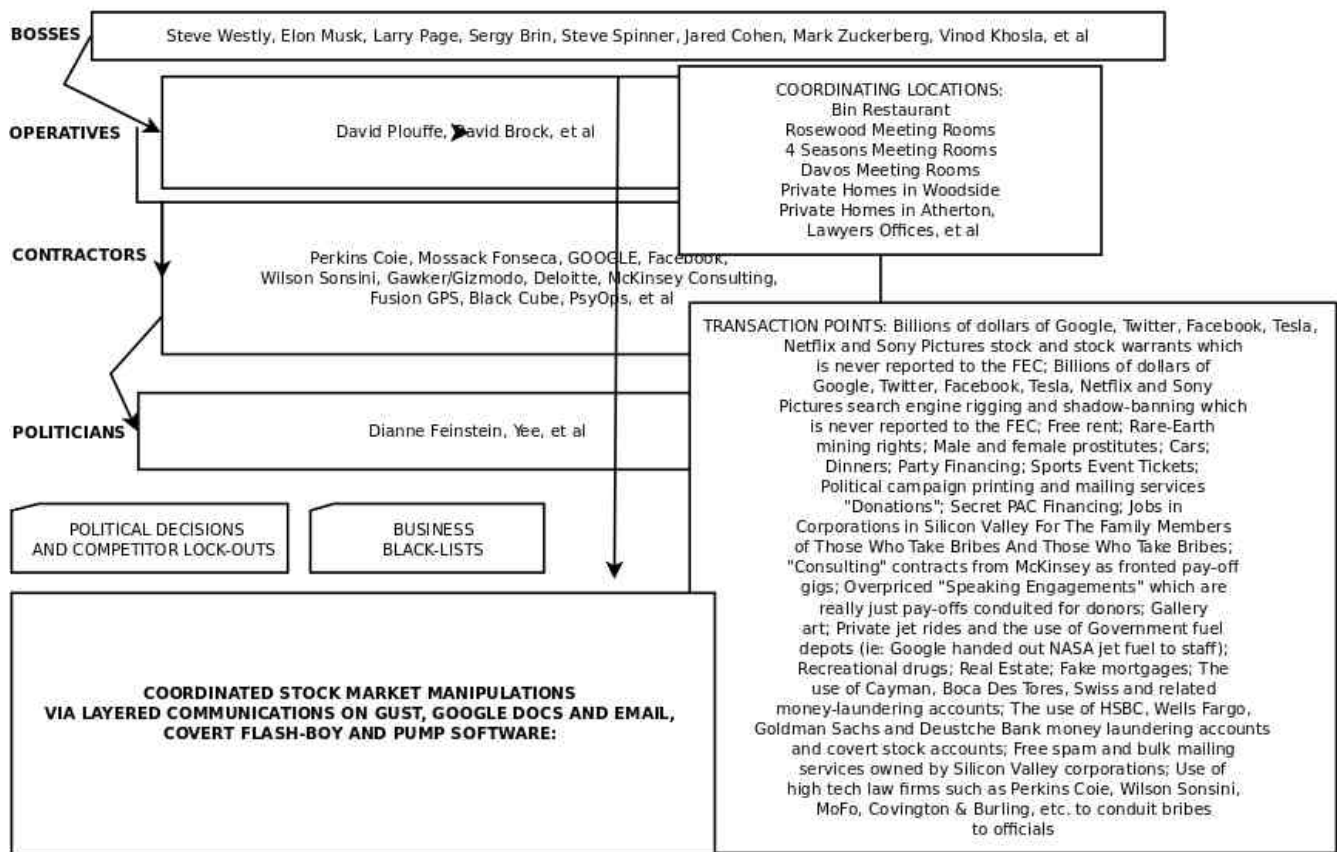 BOSSES
Steve Westly, Elon Musk, Larry Page, Sergy Brin, Steve Spinner, Jared Cohen, Mark Zuckerberg, Vinod Khosla, et al
OPERATIVES
David Plouffe, David Brock, et al
COORDINATING LOCATIONS:
Bin Restaurant
Rosewood Meeting Rooms
4 Seasons Meeting Rooms
Davos Meeting Rooms
Private Homes in Woodside
Private Homes in Atherton,
Lawyers Offices, et al
CONTRACTORS
Perkins Coie, Mossack Fonseca, GOOGLE, Facebook,
Wilson Sonsini, Gawker/Gizmodo, Deloitte, McKinsey Consulting,
Fusion GPS, Black Cube, PsyOps, et al
POLITICIANS
Dianne Feinstein, Yee, et al
TRANSACTION POINTS: Billions of dollars of Google, Twitter, Facebook, Tesla,
Netflix and Sony Pictures stock and stock warrants which
is never reported to the FEC; Billions of dollars of
Google, Twitter, Facebook, Tesla, Netflix and Sony
Pictures search engine rigging and shadow-banning which
is never reported to the FEC; Free rent; Rare-Earth
mining rights; Male and female prostitutes; Cars;
Dinners; Party Financing; Sports Event Tickets;
Political campaign printing and mailing services
"Donations"; Secret PAC Financing; Jobs in
Corporations in Silicon Valley For The Family Members
of Those Who Take Bribes And Those Who Take Bribes;
"Consulting" contracts from McKinsey as fronted pay-off
gigs; Overpriced "Speaking Engagements" which are
really just pay-offs conduited for donors; Gallery
art; Private jet rides and the use of Government fuel
depots (ie: Google handed out NASA jet fuel to staff);
Recreational drugs; Real Estate; Fake mortgages; The
use of Cayman, Boca Des Tores, Swiss and related
money-laundering accounts; The use of HSBC, Wells Fargo,
Goldman Sachs and Deustche Bank money laundering accounts
and covert stock accounts; Free spam and bulk mailing
services owned by Silicon Valley corporations; Use of
high tech law firms such as Perkins Coie, Wilson Sonsini,
MoFo, Covington & Burling, etc. to conduit bribes
to officials
POLITICAL DECISIONS
AND COMPETITOR LOCK-OUTS
BUSINESS
BLACK-LISTS
COORDINATED STOCK MARKET MANIPULATIONS
VIA LAYERED COMMUNICATIONS ON GUST, GOOGLE DOCS AND EMAIL,
COVERT FLASH-BOY AND PUMP SOFTWARE: